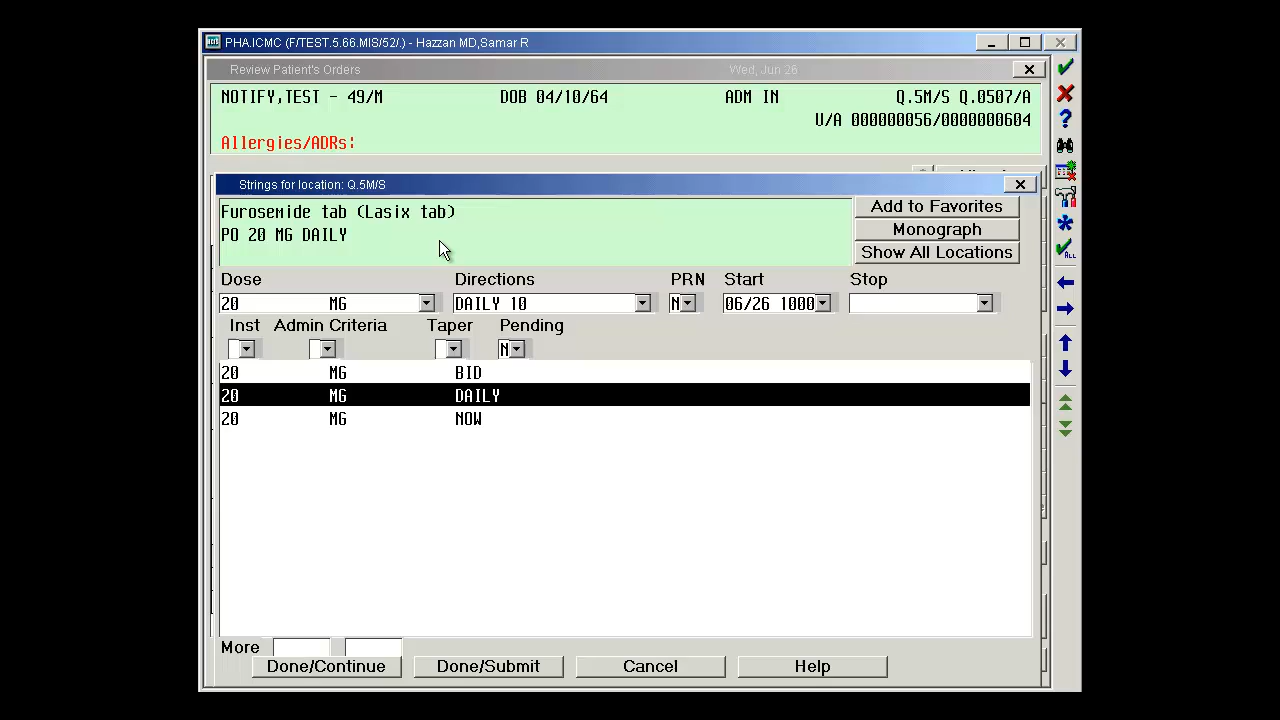 PHA.ICMC (F/TEST.5.66.MIS/52/.) - Hazzan MD,Samar R
Review Patient's Orders Wed, Jun 26
NOTIFY,TEST - 49/M DOB 04/10/64 ADM IN Q.5M/S Q.0507/A
U/A 000000056/0000000604
Allergies/ADRs:
Strings for location: Q.5M/S
Furosemide tab (Lasix tab)
PO 20 MG DAILY
Add to Favorites
Monograph
Show All Locations
Dose Directions PRN Start Stop
20 MG DAILY 10 N 06/26 1000
Inst Admin Criteria Taper Pending
N
20 MG BID
20 MG DAILY
20 MG NOW
More
Done/Continue Done/Submit Cancel Help
ALL